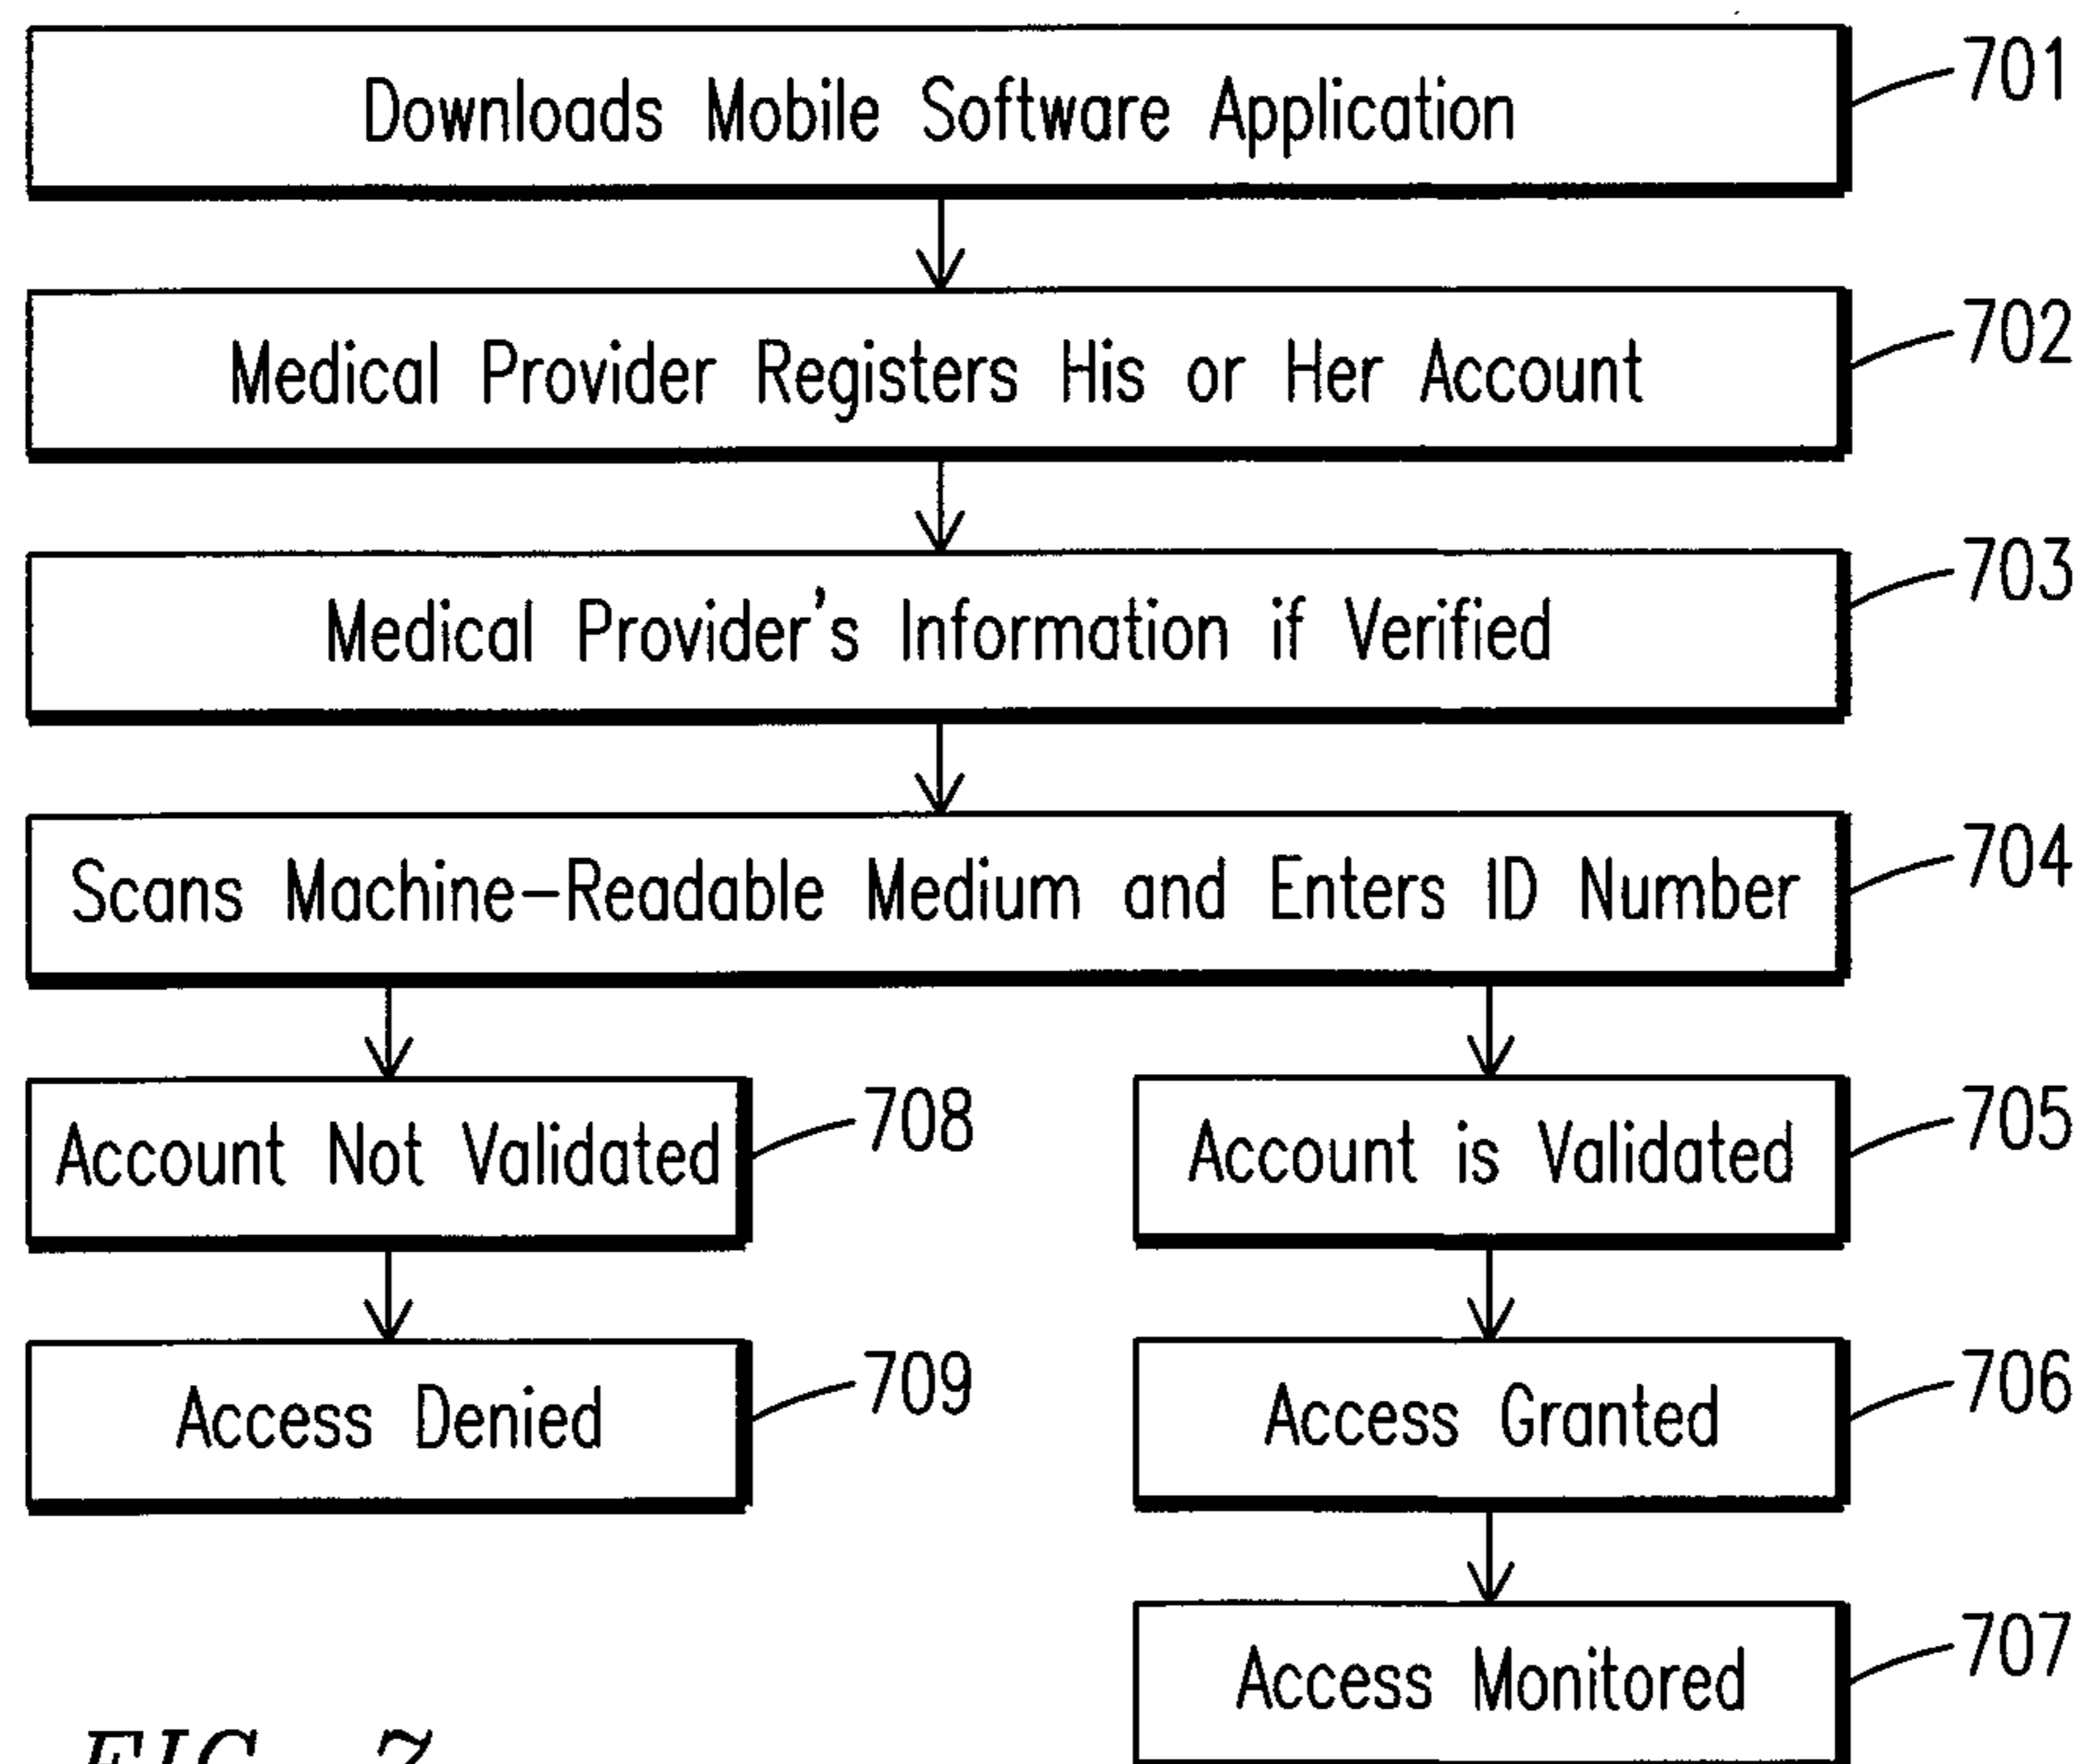 Downloads Mobile Software Application
701
Medical Provider Registers His or Her Account
702
Medical Provider's Information if Verified
703
Scans Machine-Readable Medium and Enters ID Number
704
Account Not Validated
708
Account is Validated
705
Access Denied
709
Access Granted
706
Access Monitored
707
FIG. 7